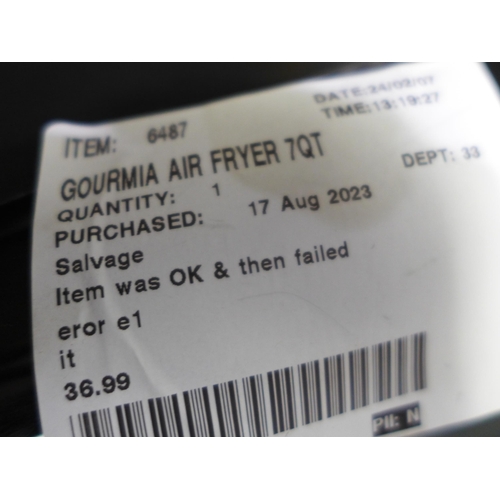 DATE:24/02/07
TIME:13:19:27
ITEM: 6487
GOURMIA AIR FRYER 7QT
QUANTITY: 1
DEPT: 33
PURCHASED: 17 Aug 2023
Salvage
Item was OK & then failed
eror e1
it
36.99
PII: N